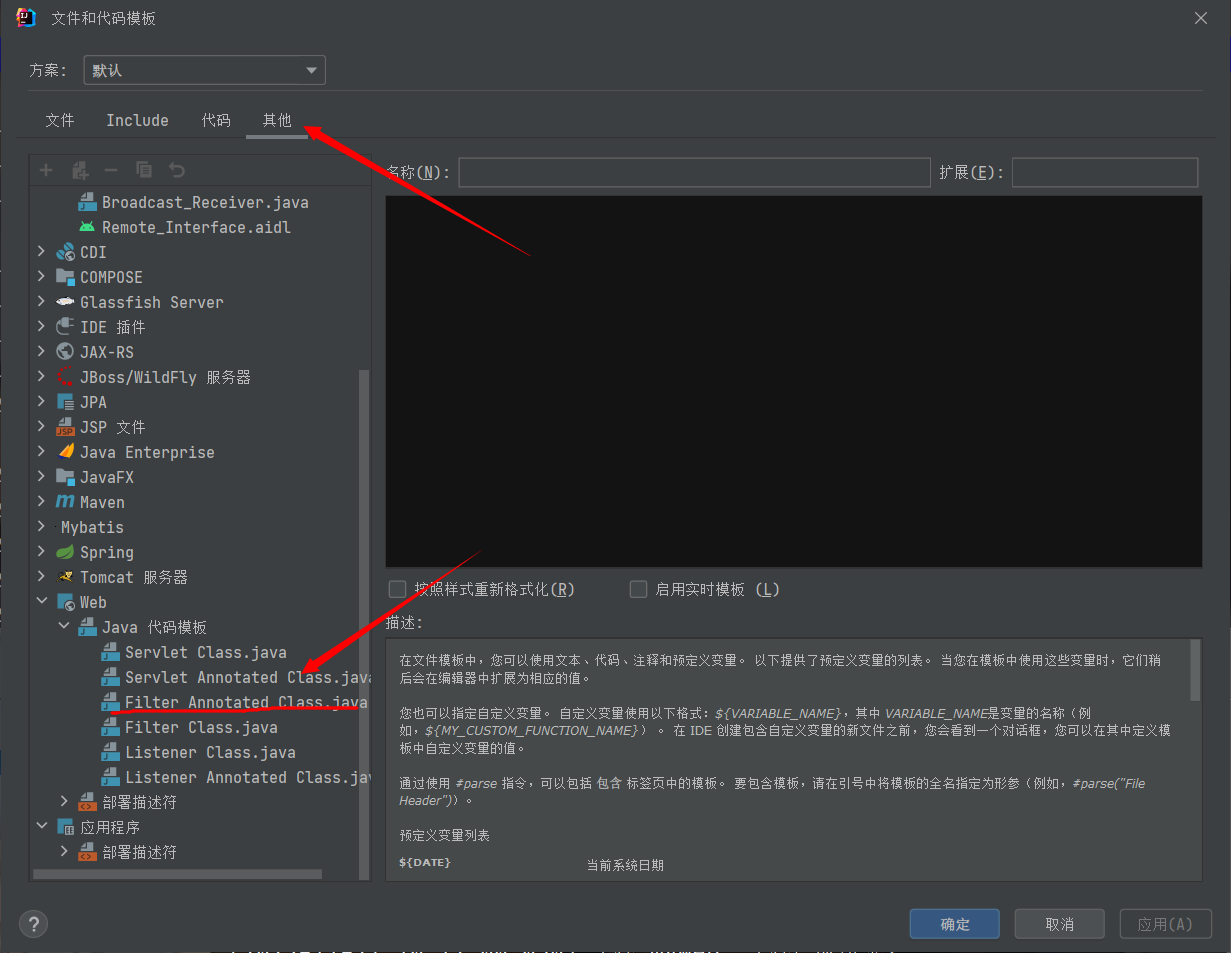 文件和代码模板
方案：
默认
文件
Include
代码
其他
名称(N)：
扩展(E)：
Broadcast_Receiver.java
Remote_Interface.aidl
CDI
COMPOSE
Glassfish Server
IDE 插件
JAX-RS
JBoss/WildFly 服务器
JPA
JSP 文件
Java Enterprise
JavaFX
Maven
Mybatis
Spring
Tomcat 服务器
Web
Java 代码模板
Servlet Class.java
Servlet Annotated Class.java
Filter Annotated Class.java
Filter Class.java
Listener Class.java
Listener Annotated Class.jav
部署描述符
应用程序
部署描述符
按照样式重新格式化(R)
启用实时模板 (L)
描述：
在文件模板中，您可以使用文本、代码、注释和预定义变量。 以下提供了预定义变量的列表。 当您在模板中使用这些变量时，它们稍
后会在编辑器中扩展为相应的值。
您也可以指定自定义变量。 自定义变量使用以下格式：${VARIABLE_NAME}，其中 VARIABLE_NAME是变量的名称（例
如，${MY_CUSTOM_FUNCTION_NAME}） 。 在 IDE 创建包含自定义变量的新文件之前，您会看到一个对话框，您可以在其中定义模
板中自定义变量的值。
通过使用 #parse 指令，可以包括 包含 标签页中的模板。 要包含模板，请在引号中将模板的全名指定为形参（例如，#parse("File
Header")）。
预定义变量列表
${DATE}
当前系统日期
?
确定
取消
应用(A)